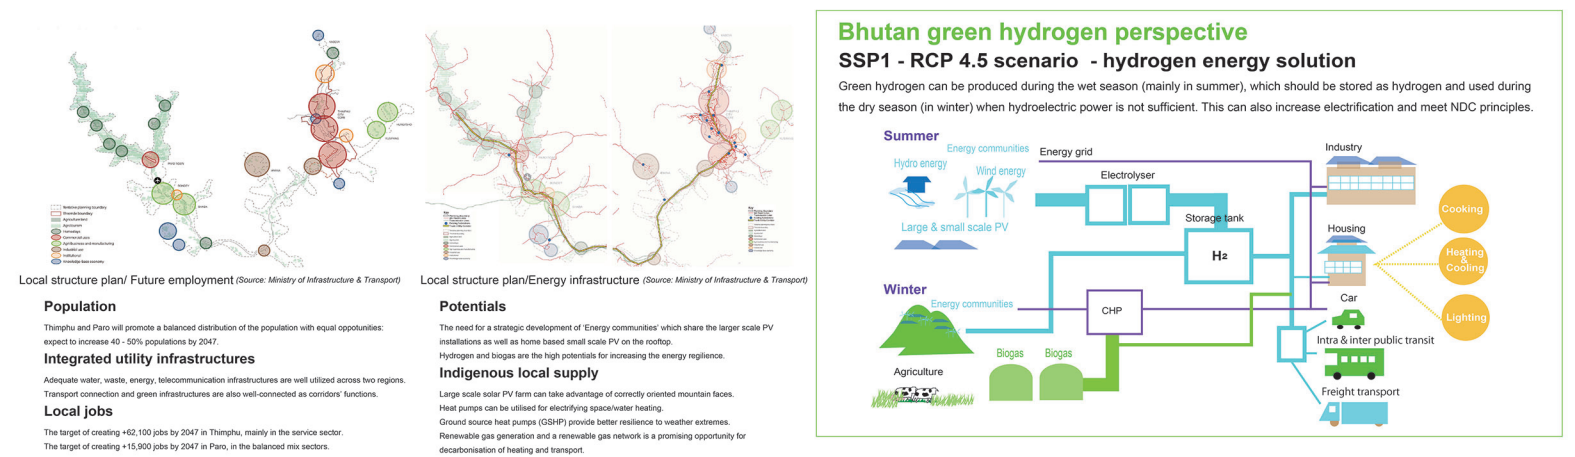 Local structure plan/ Future employment (Source: Ministry of Infrastructure & Transport)
Population
Thimphu and Paro will promote a balanced distribution of the population with equal oppotunities:
expect to increase 40 - 50% populations by 2047.
Integrated utility infrastructures
Adequate water, waste, energy, telecommunication infrastructures are well utilized across two regions.
Transport connection and green infrastructures are also well-connected as corridors' functions.
Local jobs
The target of creating +62,100 jobs by 2047 in Thimphu, mainly in the service sector.
The target of creating +15,900 jobs by 2047 in Paro, in the balanced mix sectors.
Local structure plan/Energy infrastructure (Source: Ministry of Infrastructure & Transport)
Potentials
The need for a strategic development of 'Energy communities' which share the larger scale PV
installations as well as home based small scale PV on the rooftop.
Hydrogen and biogas are the high potentials for increasing the energy regilience.
Indigenous local supply
Large scale solar PV farm can take advantage of correctly oriented mountain faces.
Heat pumps can be utilised for electrifying space/water heating.
Ground source heat pumps (GSHP) provide better resilience to weather extremes.
Renewable gas generation and a renewable gas network is a promising opportunity for
decarbonisation of heating and transport.
Bhutan green hydrogen perspective
SSP1 - RCP 4.5 scenario - hydrogen energy solution
Green hydrogen can be produced during the wet season (mainly in summer), which should be stored as hydrogen and used during
the dry season (in winter) when hydroelectric power is not sufficient. This can also increase electrification and meet NDC principles.
Summer
Energy communities
Energy grid
Hydro energy
Wind energy
Large & small scale PV
Electrolyser
Storage tank
H2
Industry
Housing
Cooking
Heating
&
Cooling
Lighting
Winter
Energy communities
CHP
Biogas
Biogas
Agriculture
Car
Intra & inter public transit
Freight transport